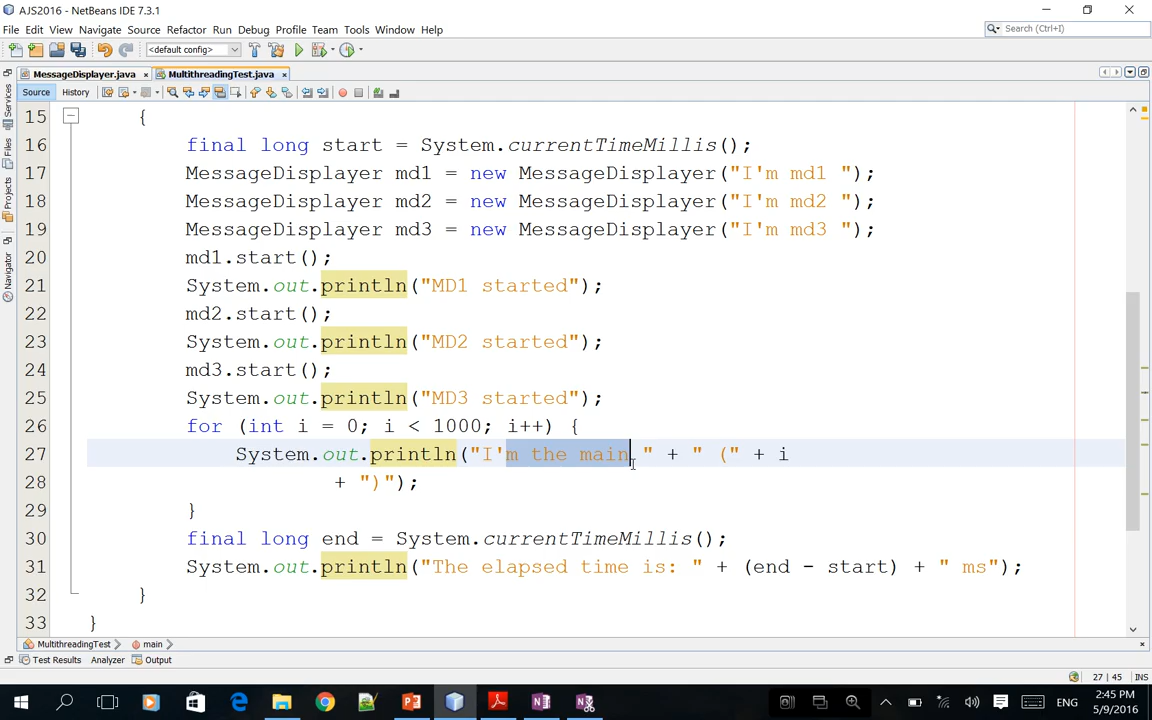 AJS2016 - NetBeans IDE 7.3.1
File Edit View Navigate Source Refactor Run Debug Profile Team Tools Window Help
Search (Ctrl+I)
<default config>
MessageDisplayer.java × MultithreadingTest.java ×
Source History
Services
Files
Projects
Navigator
15 {
16 final long start = System.currentTimeMillis();
17 MessageDisplayer md1 = new MessageDisplayer("I'm md1 ");
18 MessageDisplayer md2 = new MessageDisplayer("I'm md2 ");
19 MessageDisplayer md3 = new MessageDisplayer("I'm md3 ");
20 md1.start();
21 System.out.println("MD1 started");
22 md2.start();
23 System.out.println("MD2 started");
24 md3.start();
25 System.out.println("MD3 started");
26 for (int i = 0; i < 1000; i++) {
27 System.out.println("I'm the main " + " (" + i
28 + ")");
29 }
30 final long end = System.currentTimeMillis();
31 System.out.println("The elapsed time is: " + (end - start) + " ms");
32 }
33 }
MultithreadingTest main
Test Results Analyzer Output
27 | 45 INS
ENG
2:45 PM
5/9/2016